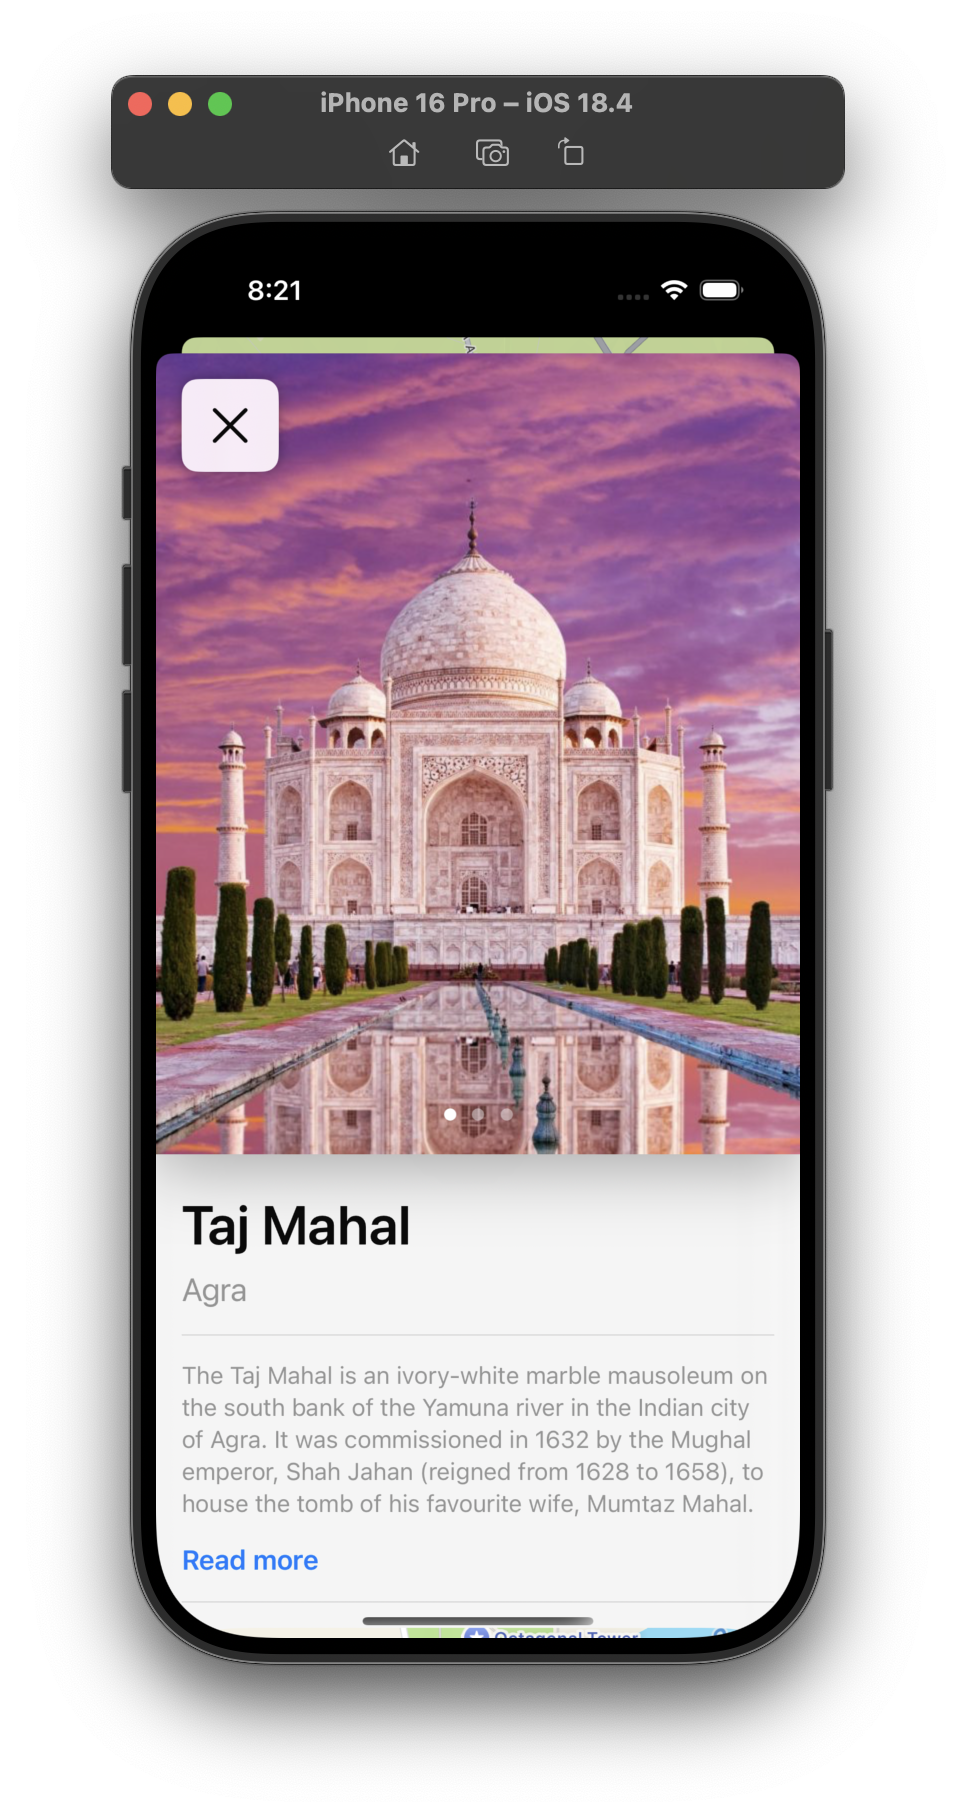 iPhone 16 Pro – iOS 18.4
8:21
Taj Mahal
Agra
The Taj Mahal is an ivory-white marble mausoleum on
the south bank of the Yamuna river in the Indian city
of Agra. It was commissioned in 1632 by the Mughal
emperor, Shah Jahan (reigned from 1628 to 1658), to
house the tomb of his favourite wife, Mumtaz Mahal.
Read more
Octagonal Tower